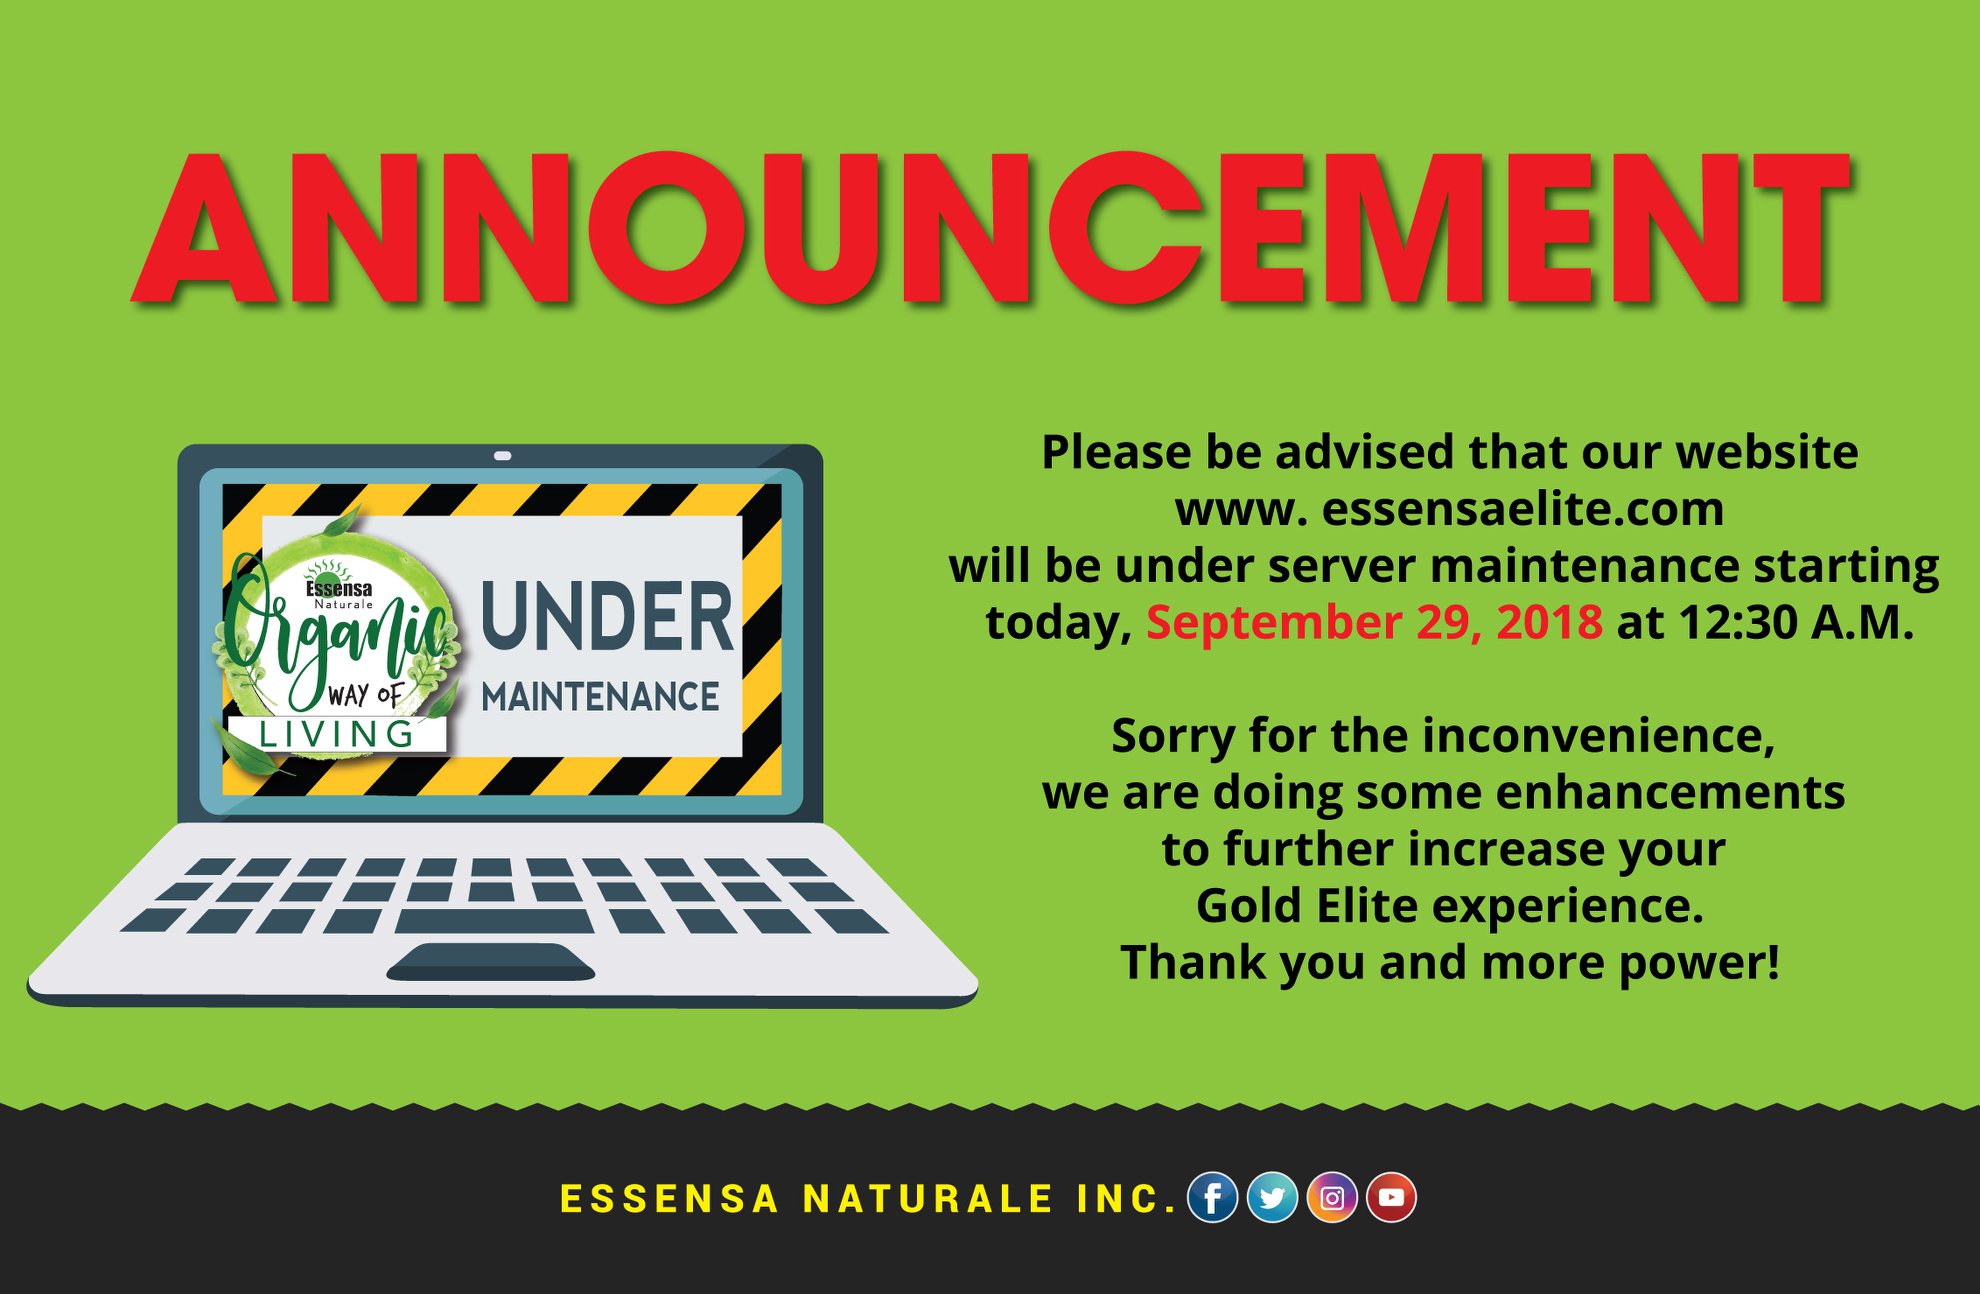 ANNOUNCEMENT
Please be advised that our website
www. essensaelite.com
will be under server maintenance starting
today, September 29, 2018 at 12:30 A.M.
Sorry for the inconvenience,
we are doing some enhancements
to further increase your
Gold Elite experience.
Thank you and more power!
Essensa
Naturale
Organic
WAY OF
LIVING
UNDER
MAINTENANCE
ESSENSA NATURALE INC.